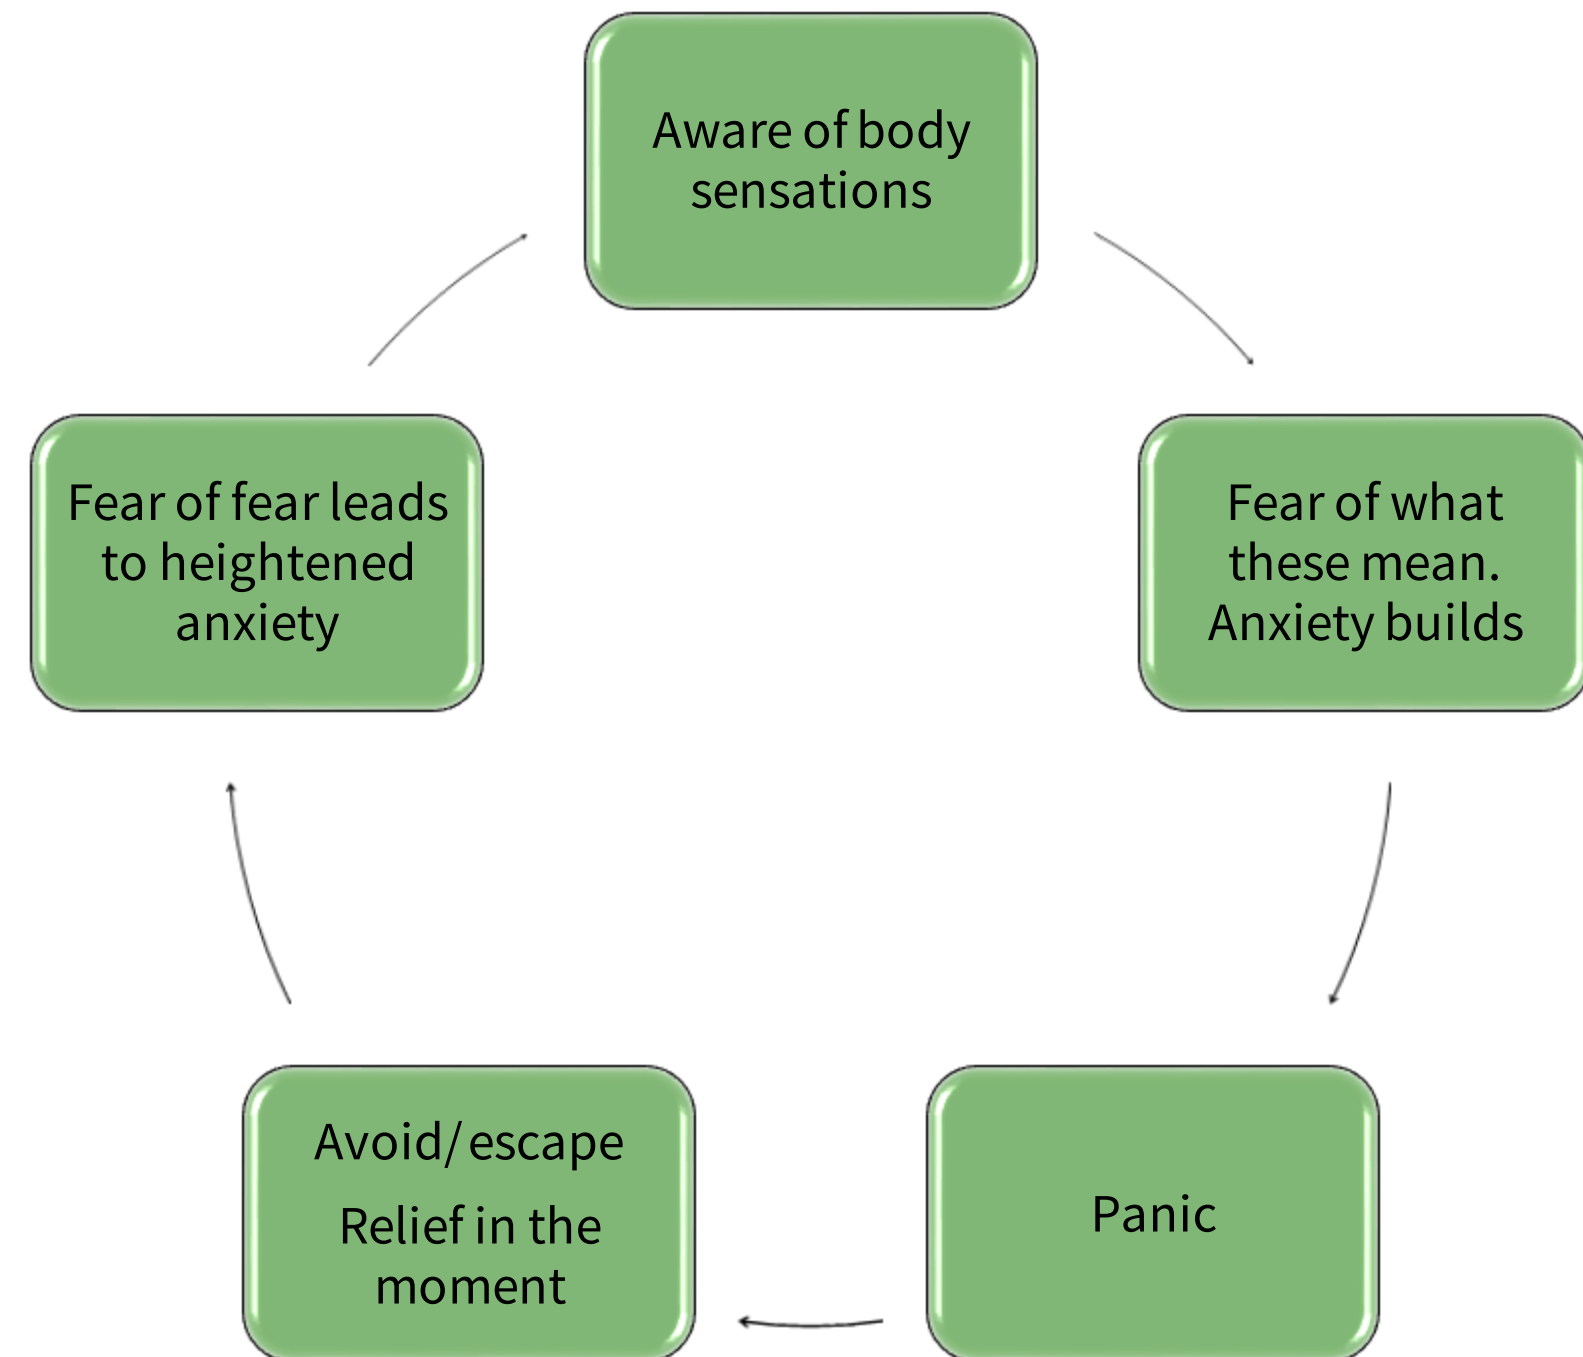 Aware of body
sensations
Fear of what
these mean.
Anxiety builds
Panic
Avoid/ escape
Relief in the
moment
Fear of fear leads
to heightened
anxiety